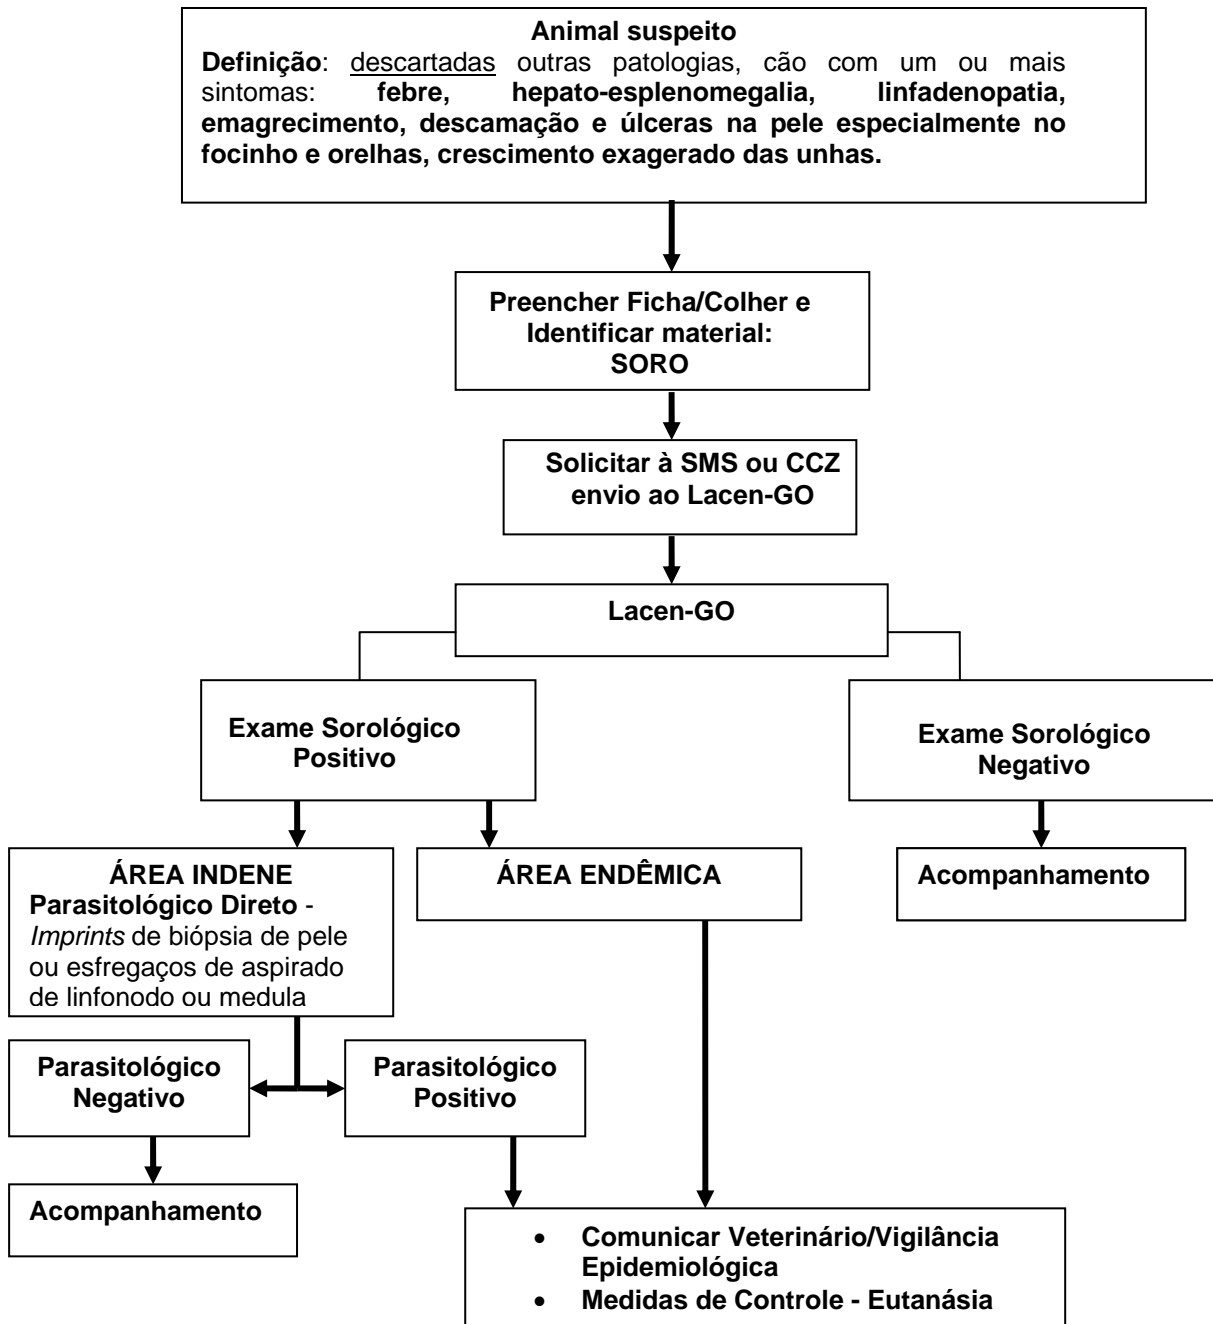 Animal suspeito
Definição: descartadas outras patologias, cão com um ou mais
sintomas: febre, hepato-esplenomegalia, linfadenopatia,
emagrecimento, descamação e úlceras na pele especialmente no
focinho e orelhas, crescimento exagerado das unhas.
Preencher Ficha/Colher e
Identificar material:
SORO
Solicitar à SMS ou CCZ
envio ao Lacen-GO
Lacen-GO
Exame Sorológico
Positivo
Exame Sorológico
Negativo
ÁREA INDENE
Parasitológico Direto -
Imprints de biópsia de pele
ou esfregaços de aspirado
de linfonodo ou medula
ÁREA ENDÊMICA
Acompanhamento
Parasitológico
Negativo
Parasitológico
Positivo
Acompanhamento
• Comunicar Veterinário/Vigilância
Epidemiológica
• Medidas de Controle - Eutanásia